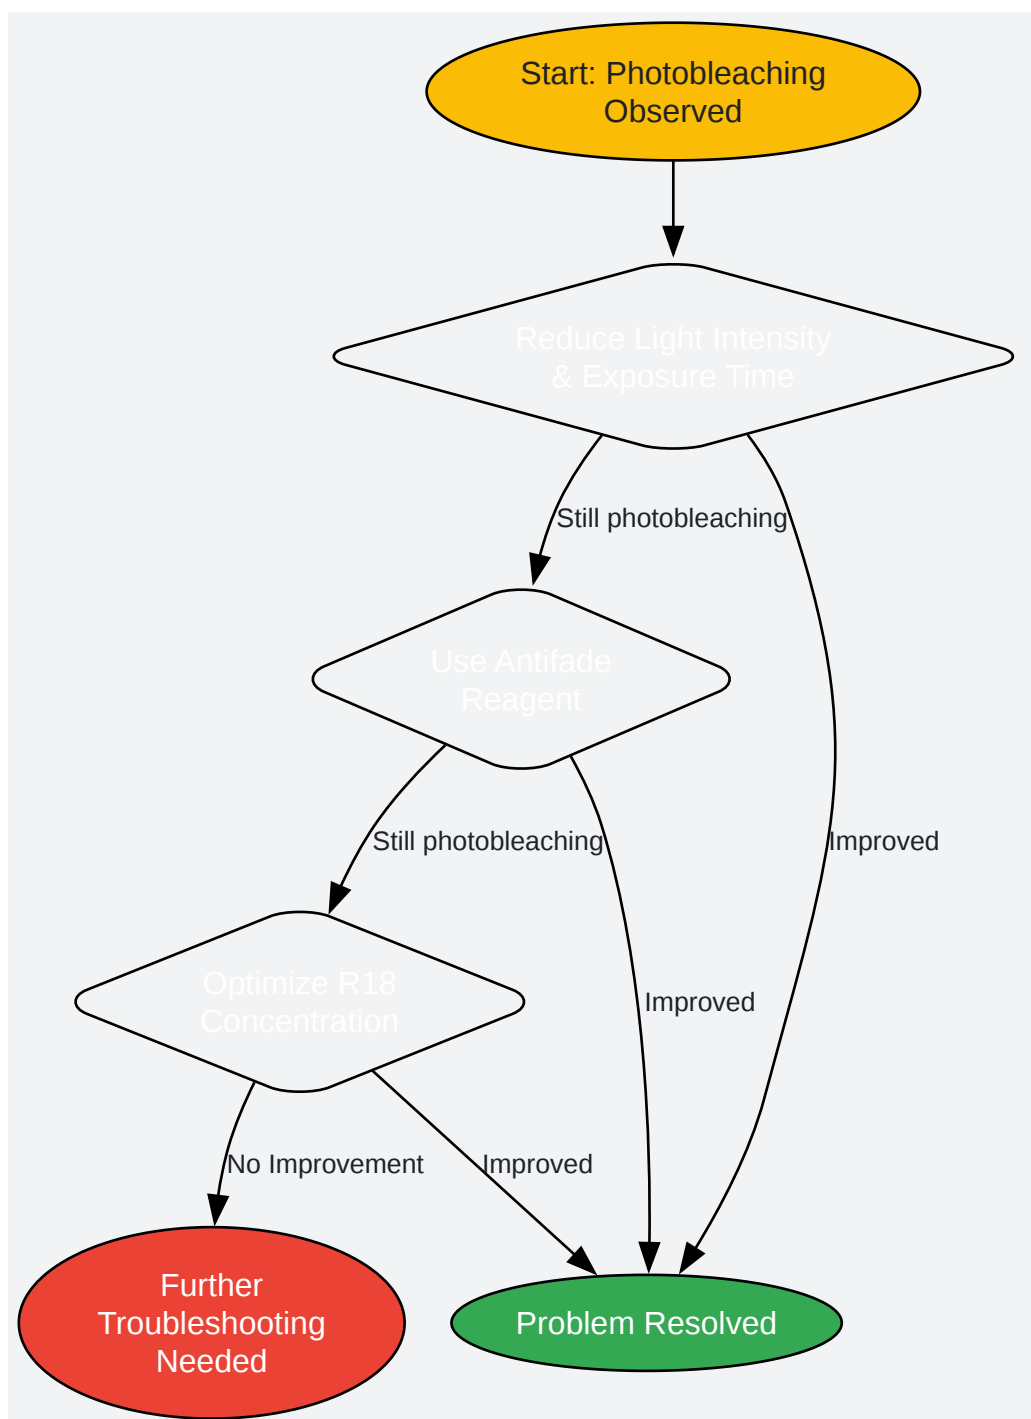 Start: Photobleaching
Observed
Reduce Light Intensity
& Exposure Time
Still photobleaching
Use Antifade
Reagent
Still photobleaching
Improved
Optimize R18
Concentration
Improved
No Improvement
Improved
Further
Troubleshooting
Needed
Problem Resolved